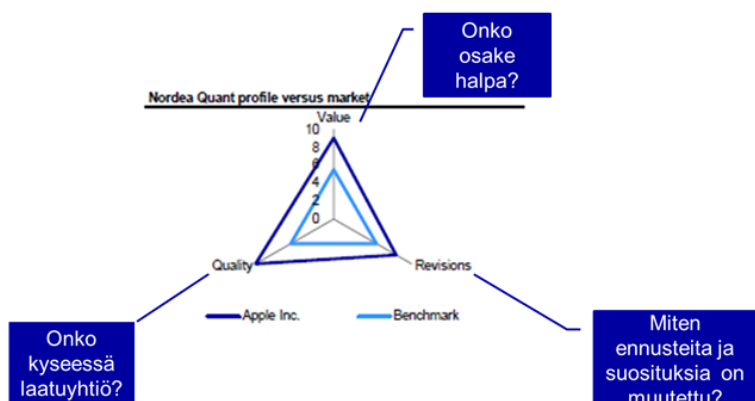 Onko
osake
halpa?
Nordea Quant profile versus market
Value
10
8
6
4
2
0
Quality
Revisions
Apple Inc.
Benchmark
Onko
kyseessä
laatuyhtiö?
Miten
ennusteita ja
suosituksia on
muutettu?